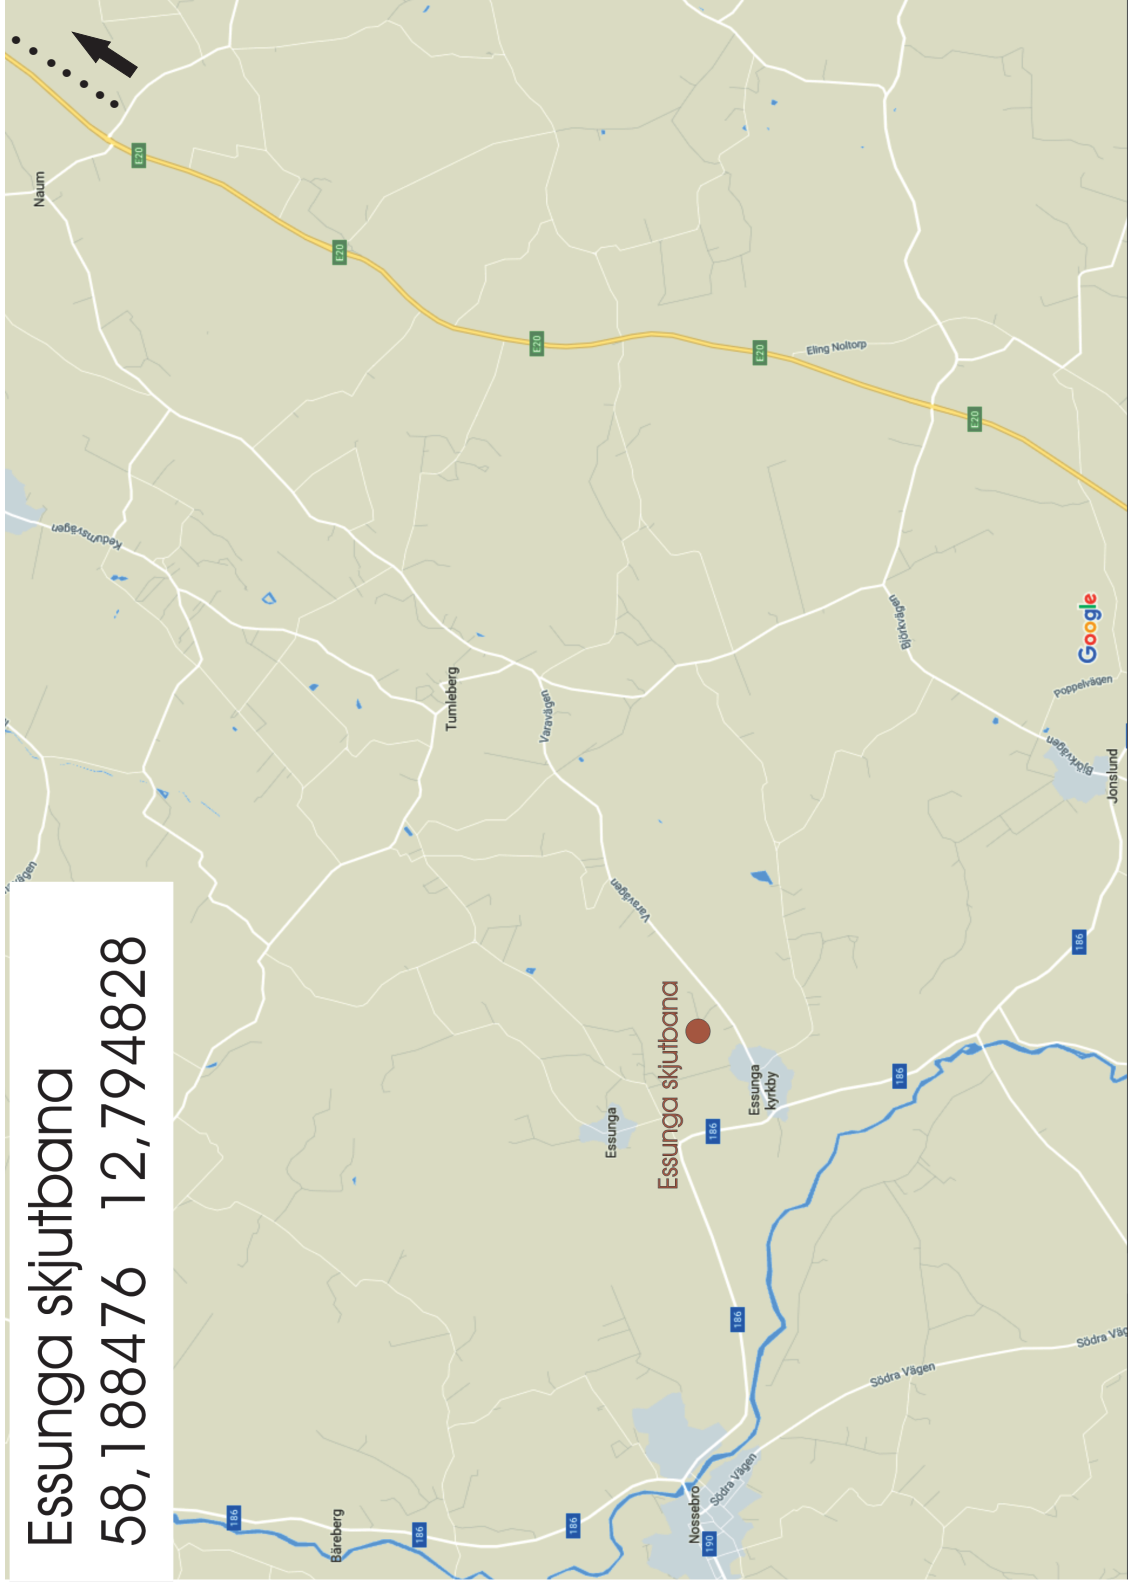 Essunga skjutbana
58,188476 12,794828
Naum
E20
E20
E20
E20
E20
Eling Noltorp
Kedumsvägen
Tumleberg
Varavägen
Varavägen
Björkvägen
Björkvägen
Poppelvägen
Jonslund
Google
186
Essunga skjutbana
Essunga
Essunga
kyrkby
186
186
186
Södra Vägen
Södra Väg
Södra Vägen
Nossebro
190
186
186
186
Bäreberg